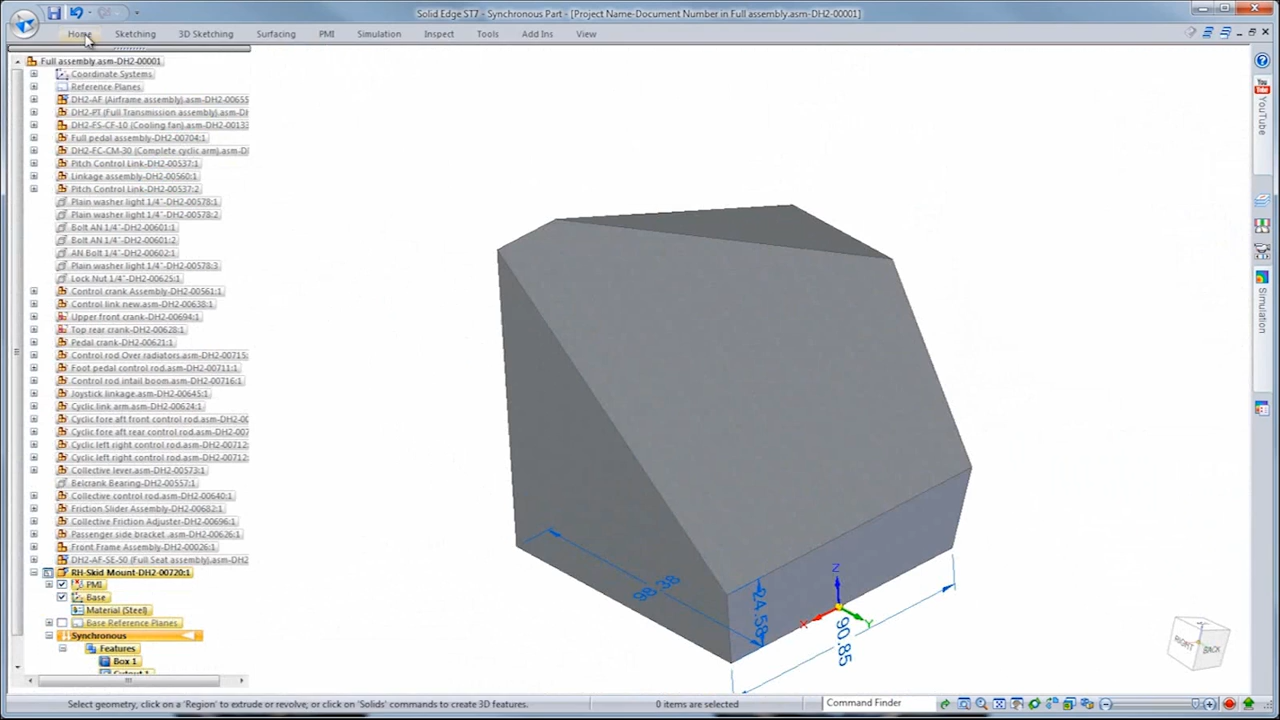 Solid Edge ST7 - Synchronous Part - [Project Name-Document Number in Full assembly.asm-DH2-00001]
Home Sketching 3D Sketching Surfacing PMI Simulation Inspect Tools Add Ins View
Full assembly.asm-DH2-00001
Coordinate Systems
Reference Planes
DH2-AF (Airframe assembly).asm-DH2-00655
DH2-PT (Full Transmission assembly).asm-DH
DH2-FS-CF-10 (Cooling fan).asm-DH2-00133
Full pedal assembly-DH2-00704:1
DH2-FC-CM-30 (Complete cyclic arm).asm-D
Pitch Control Link-DH2-00537:1
Linkage assembly-DH2-00560:1
Pitch Control Link-DH2-00537:2
Plain washer light 1/4"-DH2-00578:1
Plain washer light 1/4"-DH2-00578:2
Bolt AN 1/4"-DH2-00601:1
Bolt AN 1/4"-DH2-00601:2
AN Bolt 1/4"-DH2-00602:1
Plain washer light 1/4"-DH2-00578:3
Lock Nut 1/4"-DH2-00625:1
Control crank Assembly-DH2-00561:1
Control link new.asm-DH2-00638:1
Upper front crank-DH2-00694:1
Top rear crank-DH2-00628:1
Pedal crank-DH2-00621:1
Control rod Over radiators.asm-DH2-00715:
Foot pedal control rod.asm-DH2-00711:1
Control rod intail boom.asm-DH2-00716:1
Joystick linkage.asm-DH2-00645:1
Cyclic link arm.asm-DH2-00624:1
Cyclic fore aft front control rod.asm-DH2-00
Cyclic fore aft rear control rod.asm-DH2-007
Cyclic left right control rod.asm-DH2-00712:
Cyclic left right control rod.asm-DH2-00712:
Collective lever.asm-DH2-00573:1
Belcrank Bearing-DH2-00557:1
Collective control rod-DH2-00640:1
Friction Slider Assembly-DH2-00682:1
Collective Friction Adjuster-DH2-00696:1
Passenger side bracket .asm-DH2-00626:1
Front Frame Assembly-DH2-00026:1
DH2-AF-SE-50 (Full Seat assembly).asm-DH2
RH-Skid Mount-DH2-00720:1
PMI
Base
Material (Steel)
Base Reference Planes
Synchronous
Features
Box 1
Cutout 1
98.38
24.58
90.85
Z
X
Y
RIGHT
BACK
YouTube
Simulation
Select geometry, click on a 'Region' to extrude or revolve, or click on 'Solids' commands to create 3D features.
0 items are selected
Command Finder